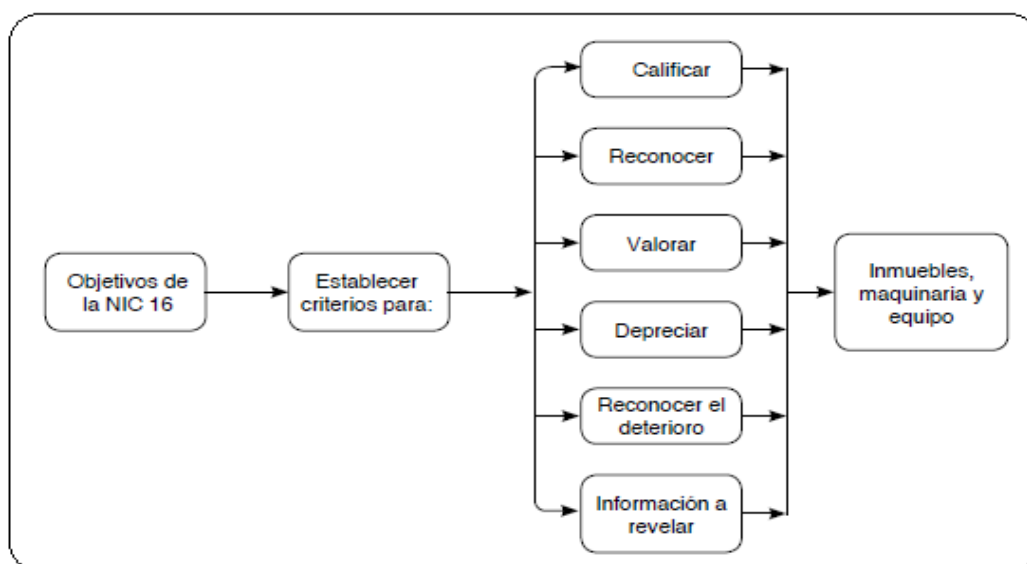 Objetivos de
la NIC 16
Establecer
criterios para:
Calificar
Reconocer
Valorar
Depreciar
Reconocer el
deterioro
Información a
revelar
Inmuebles,
maquinaria y
equipo